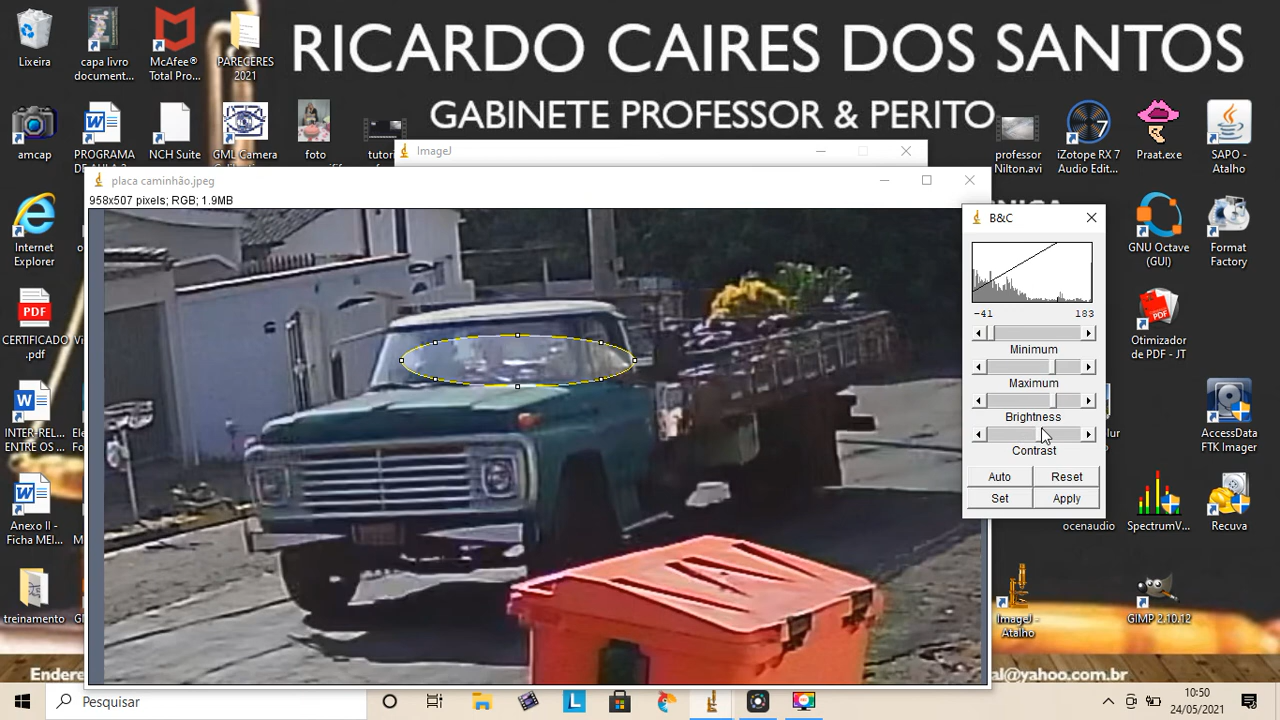 RICARDO CAIRES DOS SANTOS
GABINETE PROFESSOR & PERITO
Lixeira
capa livro
document...
McAfee®
Total Pro...
PARECERES
2021
amcap
PROGRAMA
NCH Suite
GML Camera
foto
tutor
professor
Nilton.avi
iZotope RX 7
Audio Edit...
Praat.exe
SAPO -
Atalho
ImageJ
placa caminhão.jpeg
958x507 pixels; RGB; 1.9MB
B&C
-41
183
Minimum
Maximum
Brightness
Contrast
Auto
Reset
Set
Apply
Internet
Explorer
GNU Octave
(GUI)
Format
Factory
PDF
CERTIFICADO
.pdf
Otimizador
de PDF - JT
INTER-REL...
ENTRE OS
AccessData
FTK Imager
Anexo II -
Ficha MEI...
ocenaudio
SpectrumV...
Recuva
treinamento
ImageJ -
Atalho
GIMP 2.10.12
Endere
al@yahoo.com.br
Pesquisar
10:50
24/05/2021